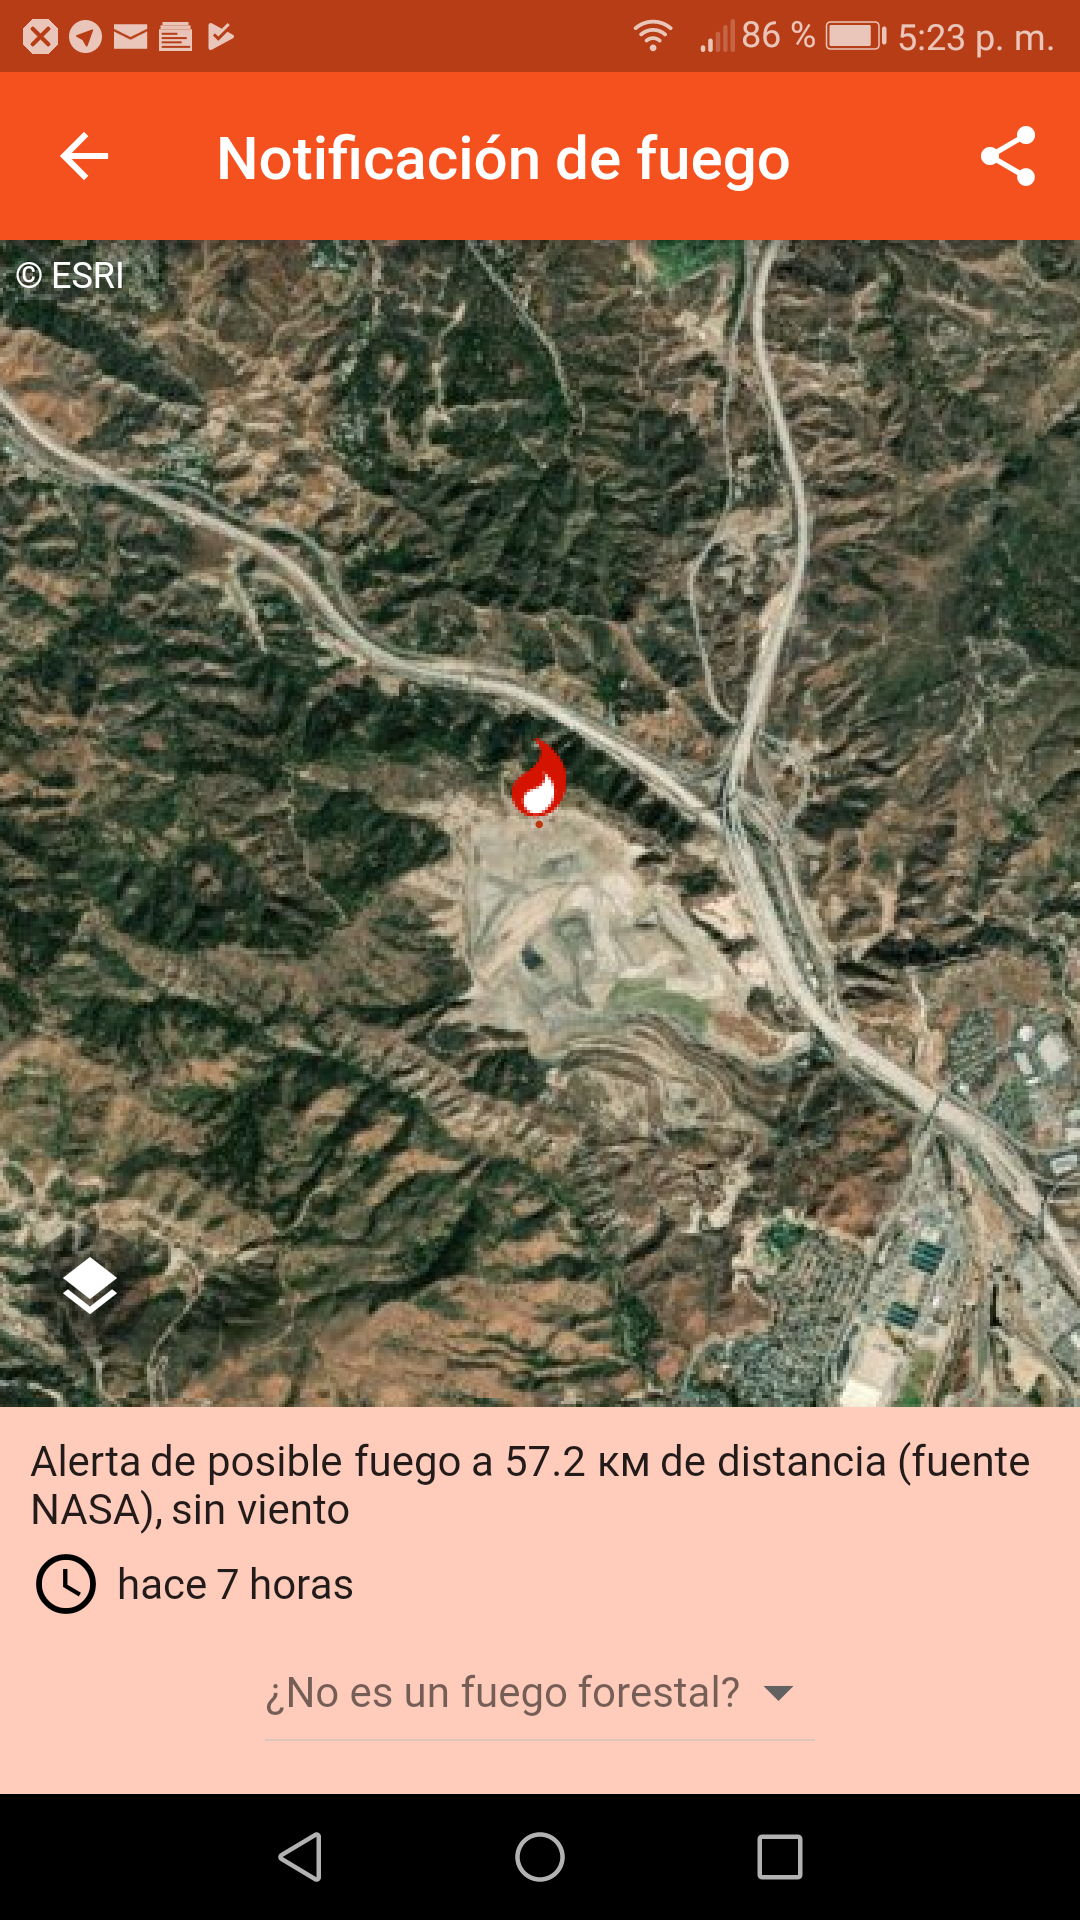 86 % 5:23 p. m.
Notificación de fuego
© ESRI
Alerta de posible fuego a 57.2 км de distancia (fuente
NASA), sin viento
hace 7 horas
¿No es un fuego forestal?